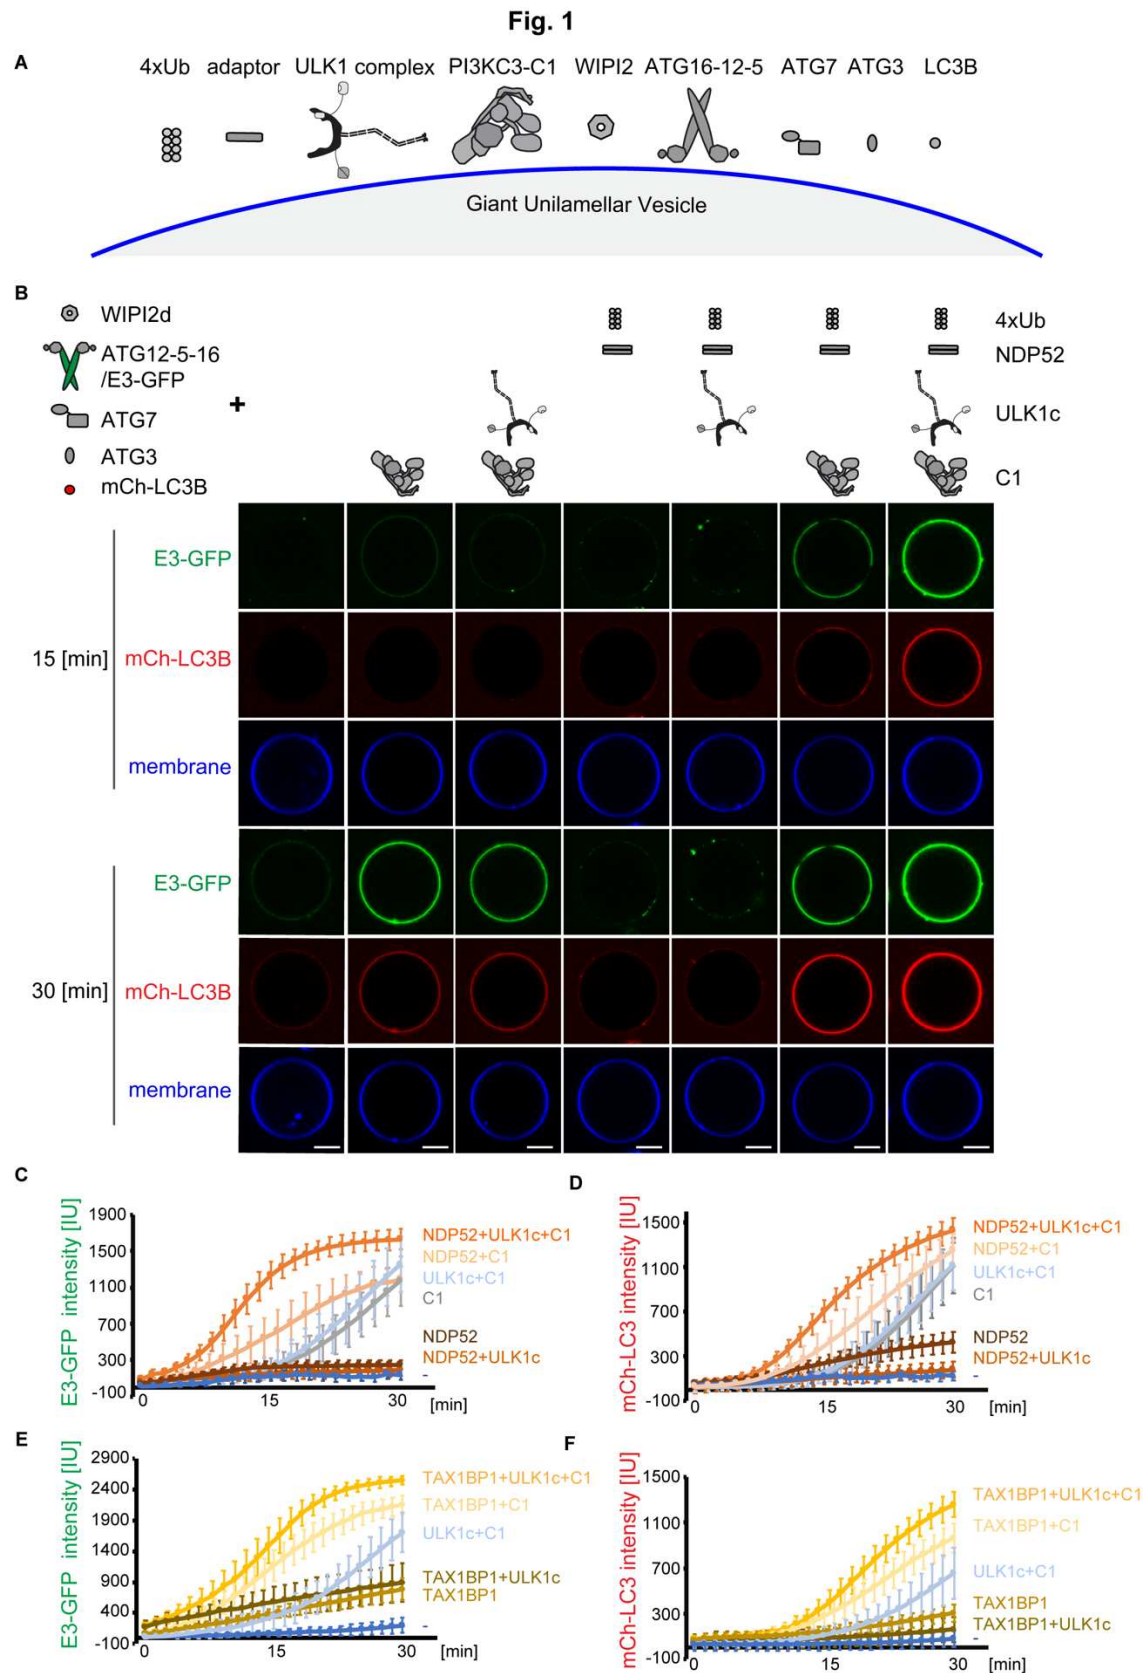 Fig. 1
A
4xUb adaptor ULK1 complex PI3KC3-C1 WIPI2 ATG16-12-5 ATG7 ATG3 LC3B
Giant Unilamellar Vesicle
B
WIPI2d
ATG12-5-16
/E3-GFP
ATG7
ATG3
mCh-LC3B
+
4xUb
NDP52
ULK1c
C1
15 [min]
E3-GFP
mCh-LC3B
membrane
30 [min]
E3-GFP
mCh-LC3B
membrane
C
E3-GFP intensity [IU]
1900
1500
1100
700
300
-100
0 15 30 [min]
NDP52+ULK1c+C1
NDP52+C1
ULK1c+C1
C1
NDP52
NDP52+ULK1c
-
D
mCh-LC3 intensity [IU]
1500
1100
700
300
-100
0 15 30 [min]
NDP52+ULK1c+C1
NDP52+C1
ULK1c+C1
C1
NDP52
NDP52+ULK1c
-
E
E3-GFP intensity [IU]
2900
2400
1900
1400
900
400
-100
0 15 30 [min]
TAX1BP1+ULK1c+C1
TAX1BP1+C1
ULK1c+C1
TAX1BP1+ULK1c
TAX1BP1
-
F
mCh-LC3 intensity [IU]
1500
1100
700
300
-100
0 15 30 [min]
TAX1BP1+ULK1c+C1
TAX1BP1+C1
ULK1c+C1
TAX1BP1
TAX1BP1+ULK1c
-